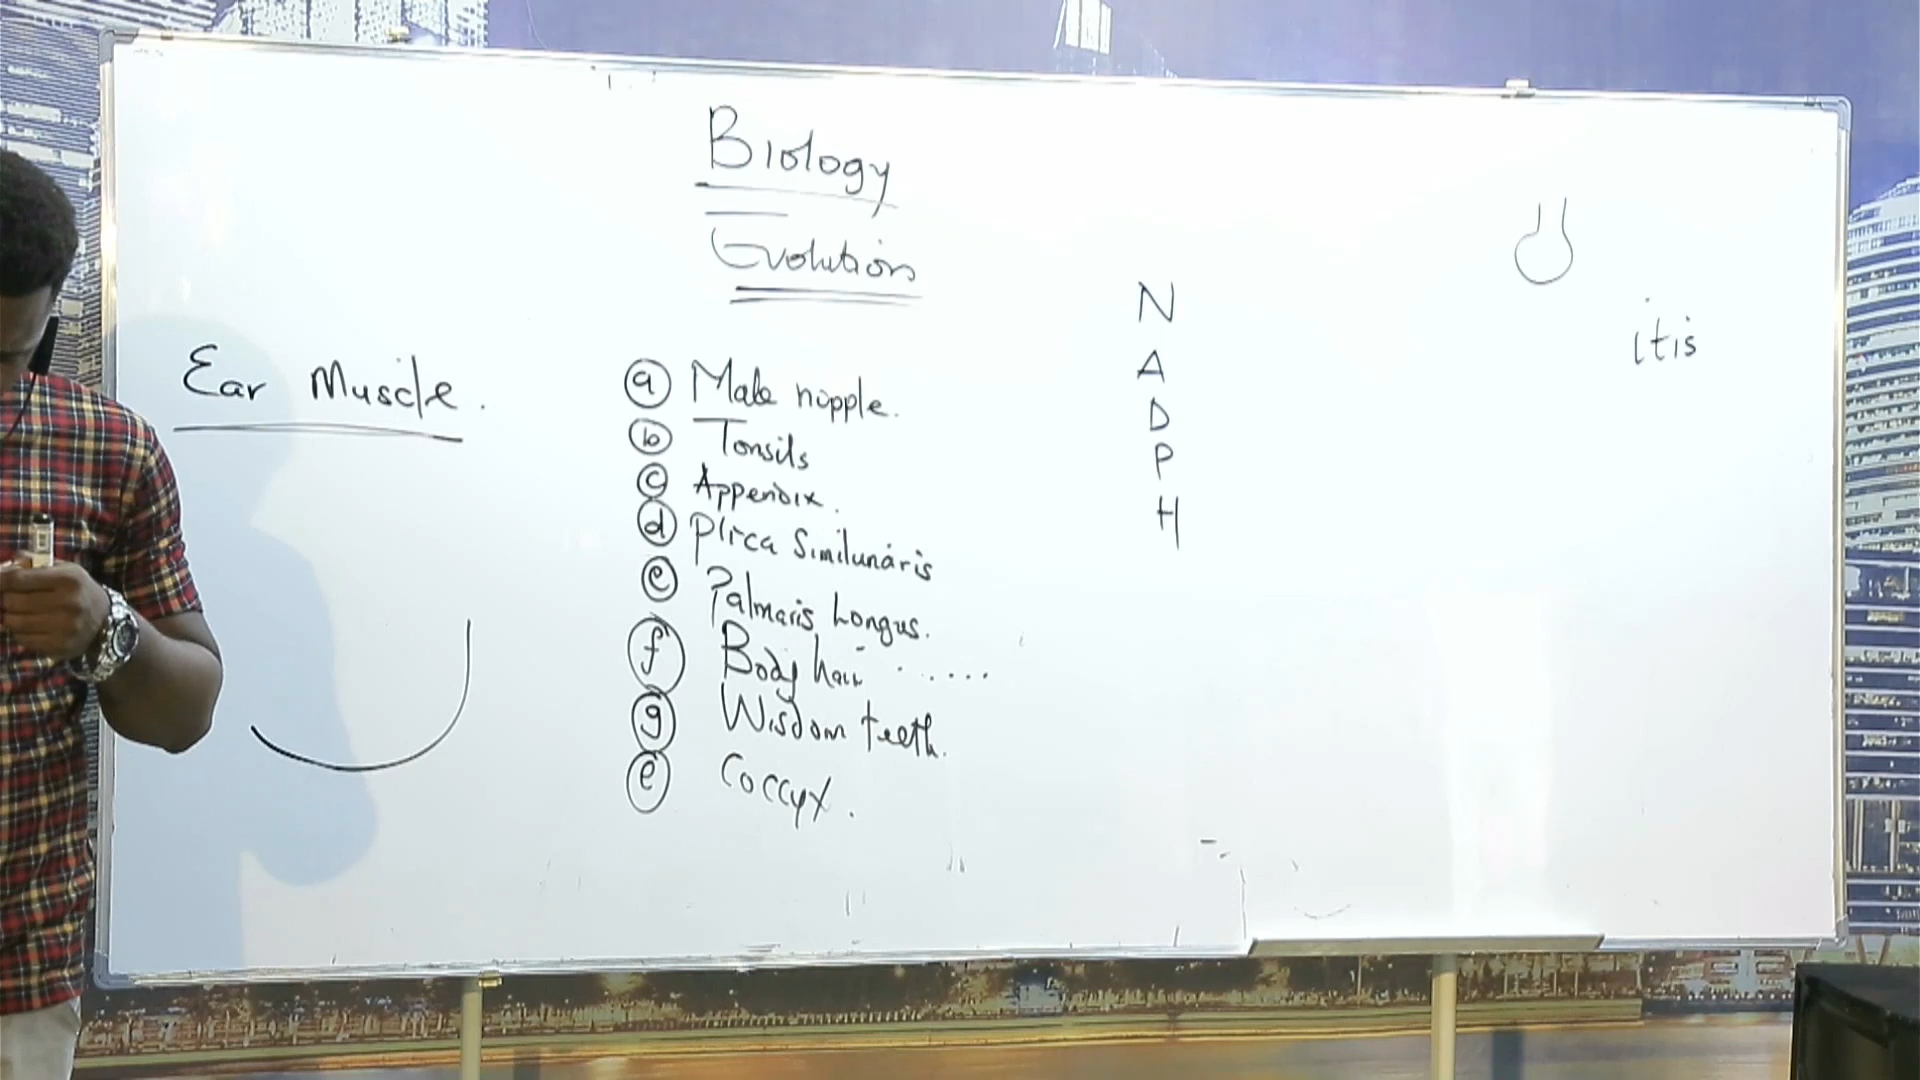 Biology
Evolution
Ear Muscle.
(a) Male nipple.
(b) Tonsils
(c) Appendix.
(d) Plica Similunaris
(e) Palmaris Longus.
(f) Body hair ......
(g) Wisdom teeth.
(e) Coccyx.
N
A
D
P
H
itis